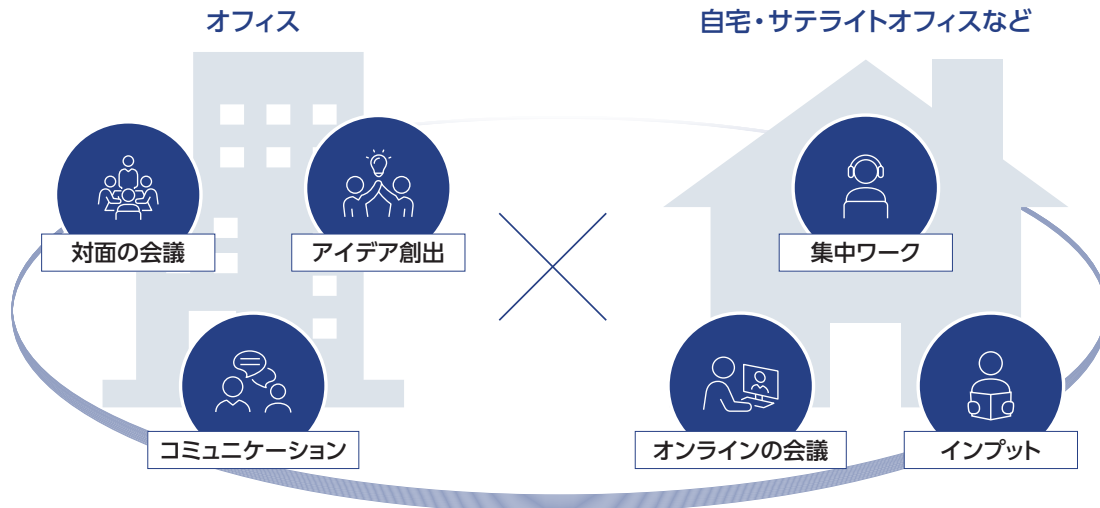 オフィス
自宅・サテライトオフィスなど
対面の会議
アイデア創出
集中ワーク
コミュニケーション
オンラインの会議
インプット